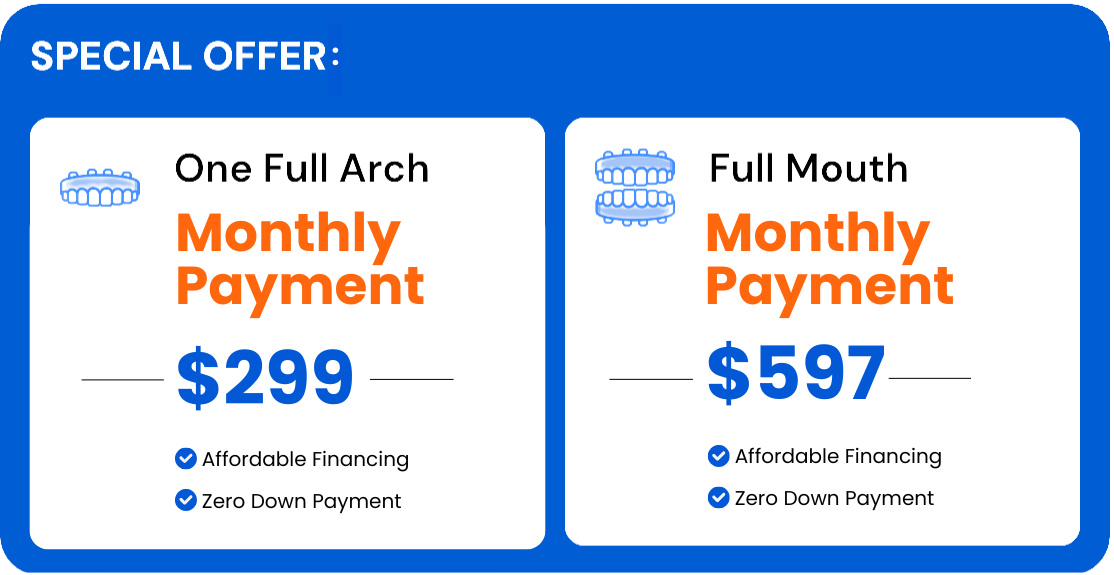 SPECIAL OFFER:
One Full Arch
Monthly
Payment
$299
Affordable Financing
Zero Down Payment
Full Mouth
Monthly
Payment
$597
Affordable Financing
Zero Down Payment